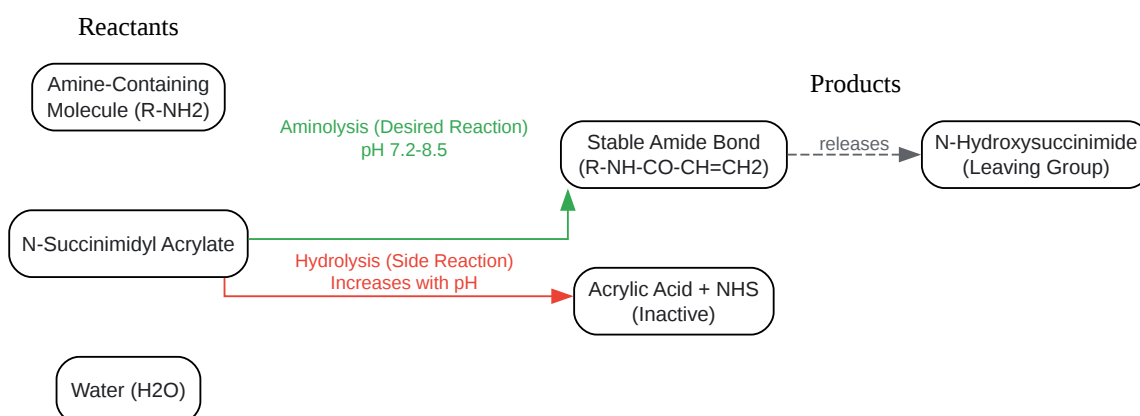 Reactants
Amine-Containing
Molecule (R-NH2)
Products
Aminolysis (Desired Reaction)
pH 7.2-8.5
Stable Amide Bond
(R-NH-CO-CH=CH2)
releases
N-Hydroxysuccinimide
(Leaving Group)
N-Succinimidyl Acrylate
Hydrolysis (Side Reaction)
Increases with pH
Acrylic Acid + NHS
(Inactive)
Water (H2O)